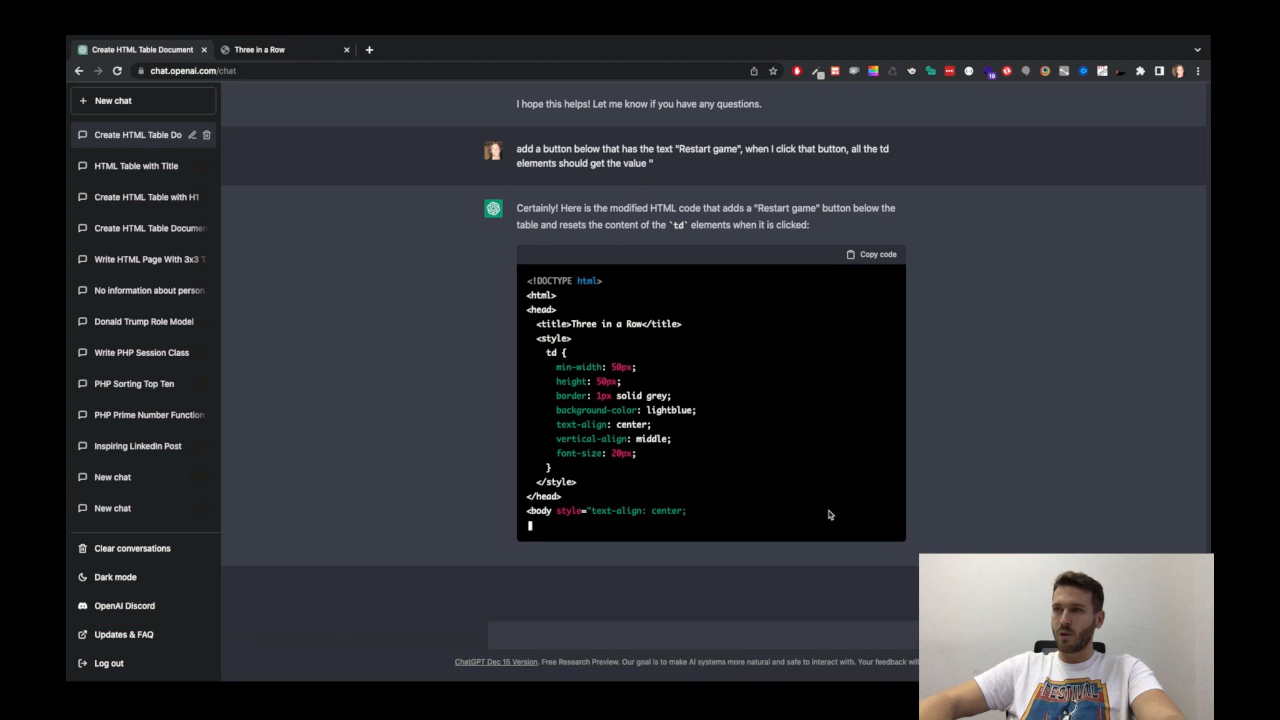 Create HTML Table Document
Three in a Row
chat.openai.com/chat
19
New chat
Create HTML Table Do
HTML Table with Title
Create HTML Table with H1
Create HTML Table Documen
Write HTML Page With 3x3 T
No information about person.
Donald Trump Role Model
Write PHP Session Class
PHP Sorting Top Ten
PHP Prime Number Function
Inspiring LinkedIn Post
New chat
New chat
Clear conversations
Dark mode
OpenAI Discord
Updates & FAQ
Log out
I hope this helps! Let me know if you have any questions.
add a button below that has the text "Restart game", when I click that button, all the td
elements should get the value ''
Certainly! Here is the modified HTML code that adds a "Restart game" button below the
table and resets the content of the `td` elements when it is clicked:
Copy code
<!DOCTYPE html>
<html>
<head>
<title>Three in a Row</title>
<style>
td {
min-width: 50px;
height: 50px;
border: 1px solid grey;
background-color: lightblue;
text-align: center;
vertical-align: middle;
font-size: 20px;
}
</style>
</head>
<body style="text-align: center;
ChatGPT Dec 15 Version. Free Research Preview. Our goal is to make AI systems more natural and safe to interact with. Your feedback wil
FESTIVAL